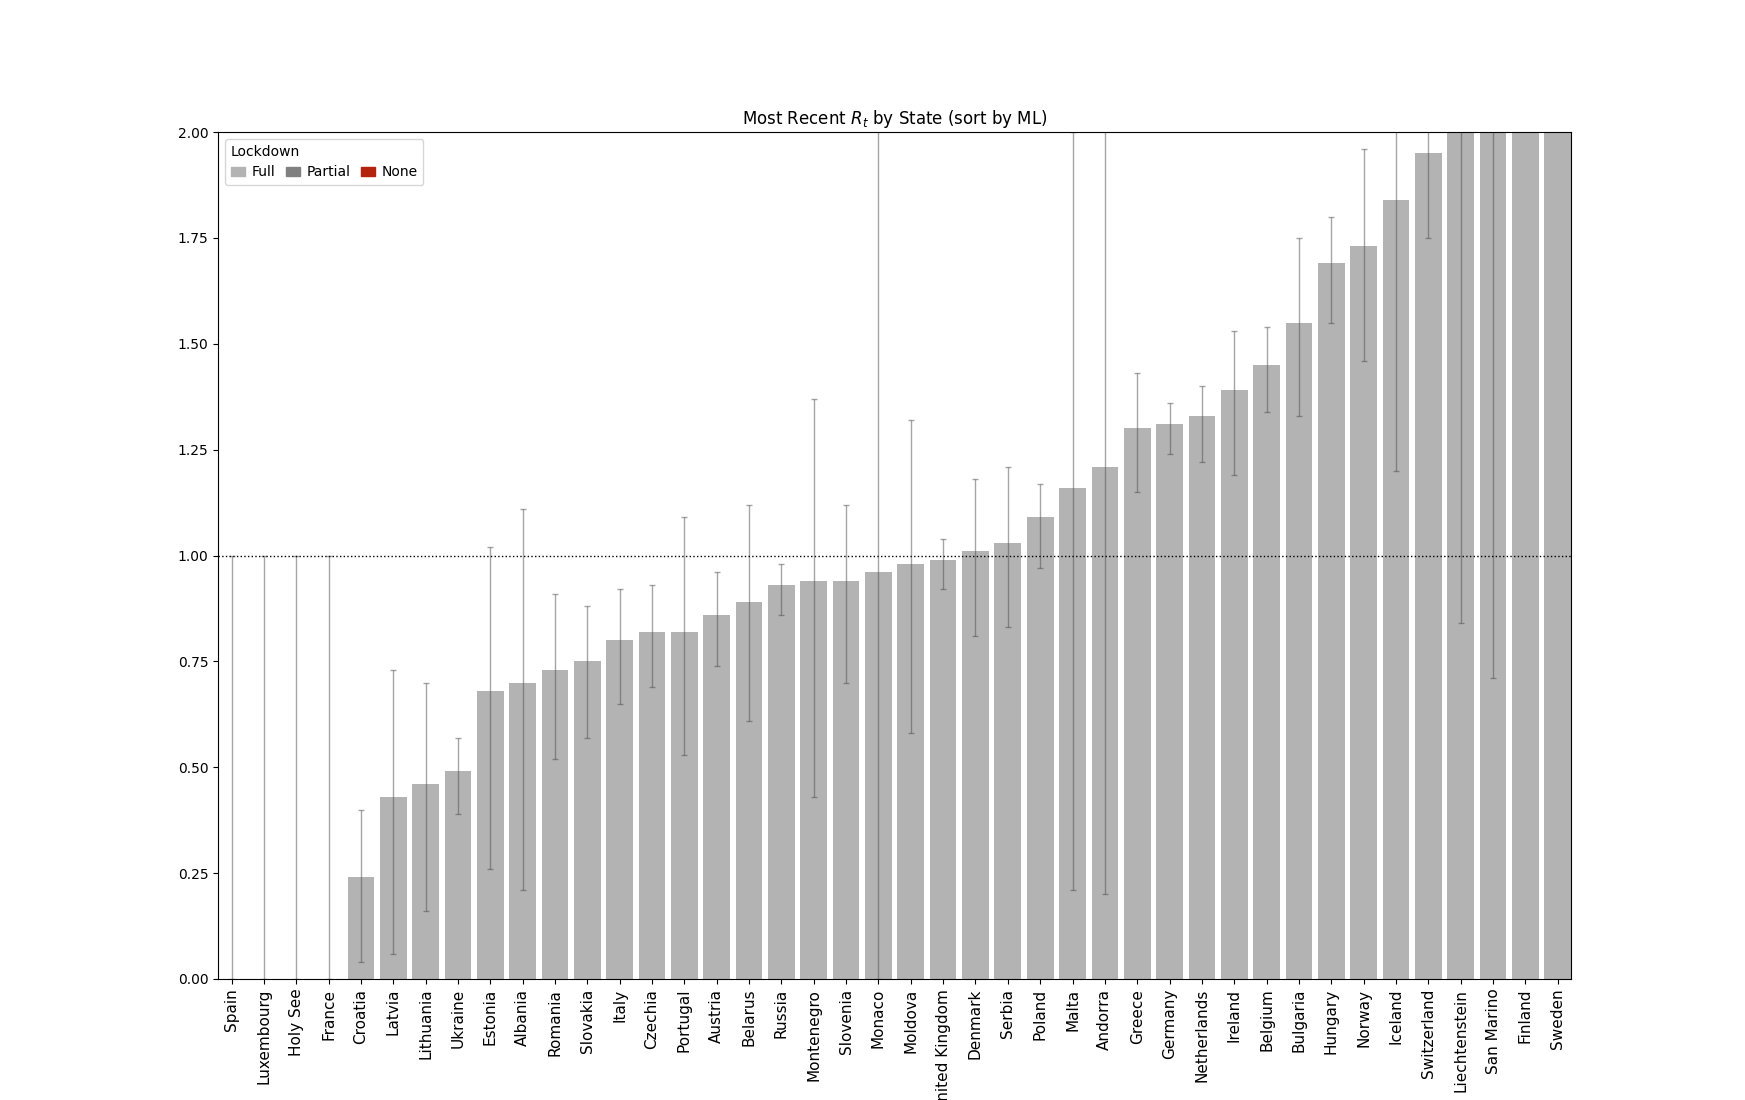 Most Recent Rt by State (sort by ML)
Lockdown
Full Partial None
2.00
1.75
1.50
1.25
1.00
0.75
0.50
0.25
0.00
Spain
Luxembourg
Holy See
France
Croatia
Latvia
Lithuania
Ukraine
Estonia
Albania
Romania
Slovakia
Italy
Czechia
Portugal
Austria
Belarus
Russia
Montenegro
Slovenia
Monaco
Moldova
nited Kingdom
Denmark
Serbia
Poland
Malta
Andorra
Greece
Germany
Netherlands
Ireland
Belgium
Bulgaria
Hungary
Norway
Iceland
Switzerland
Liechtenstein
San Marino
Finland
Sweden